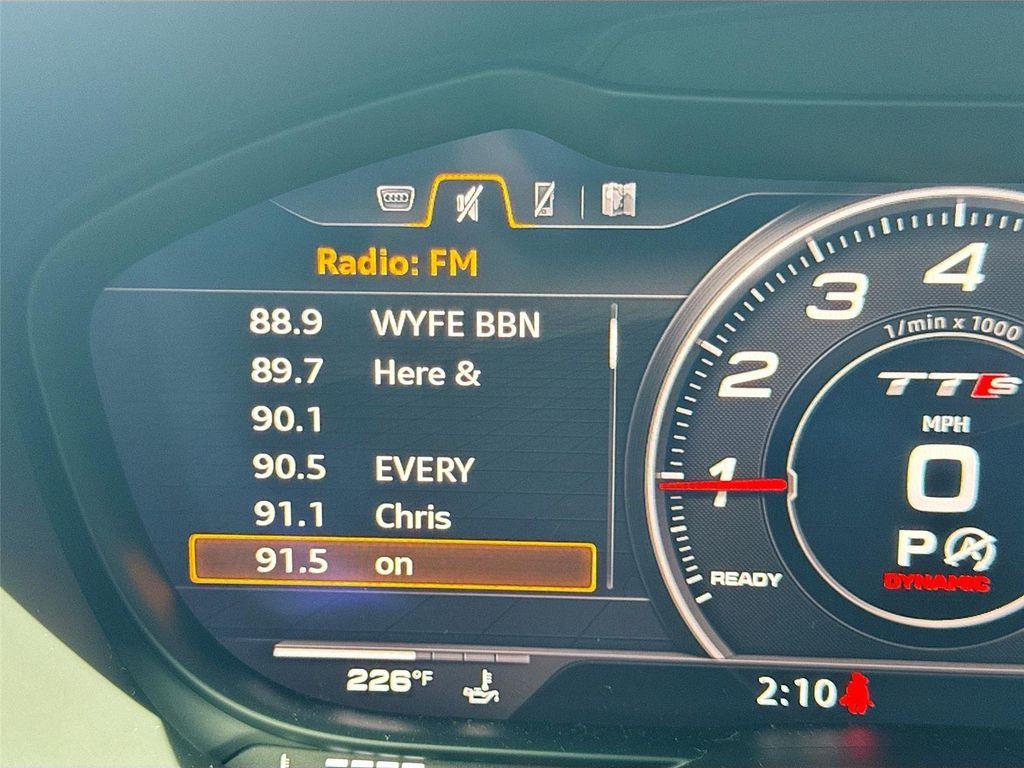 Radio: FM
88.9 WYFE BBN
89.7 Here &
90.1
90.5 EVERY
91.1 Chris
91.5 on
226°F
1
2
3
4
1/min x 1000
TTS
MPH
0
P A
DYNAMIC
READY
2:10